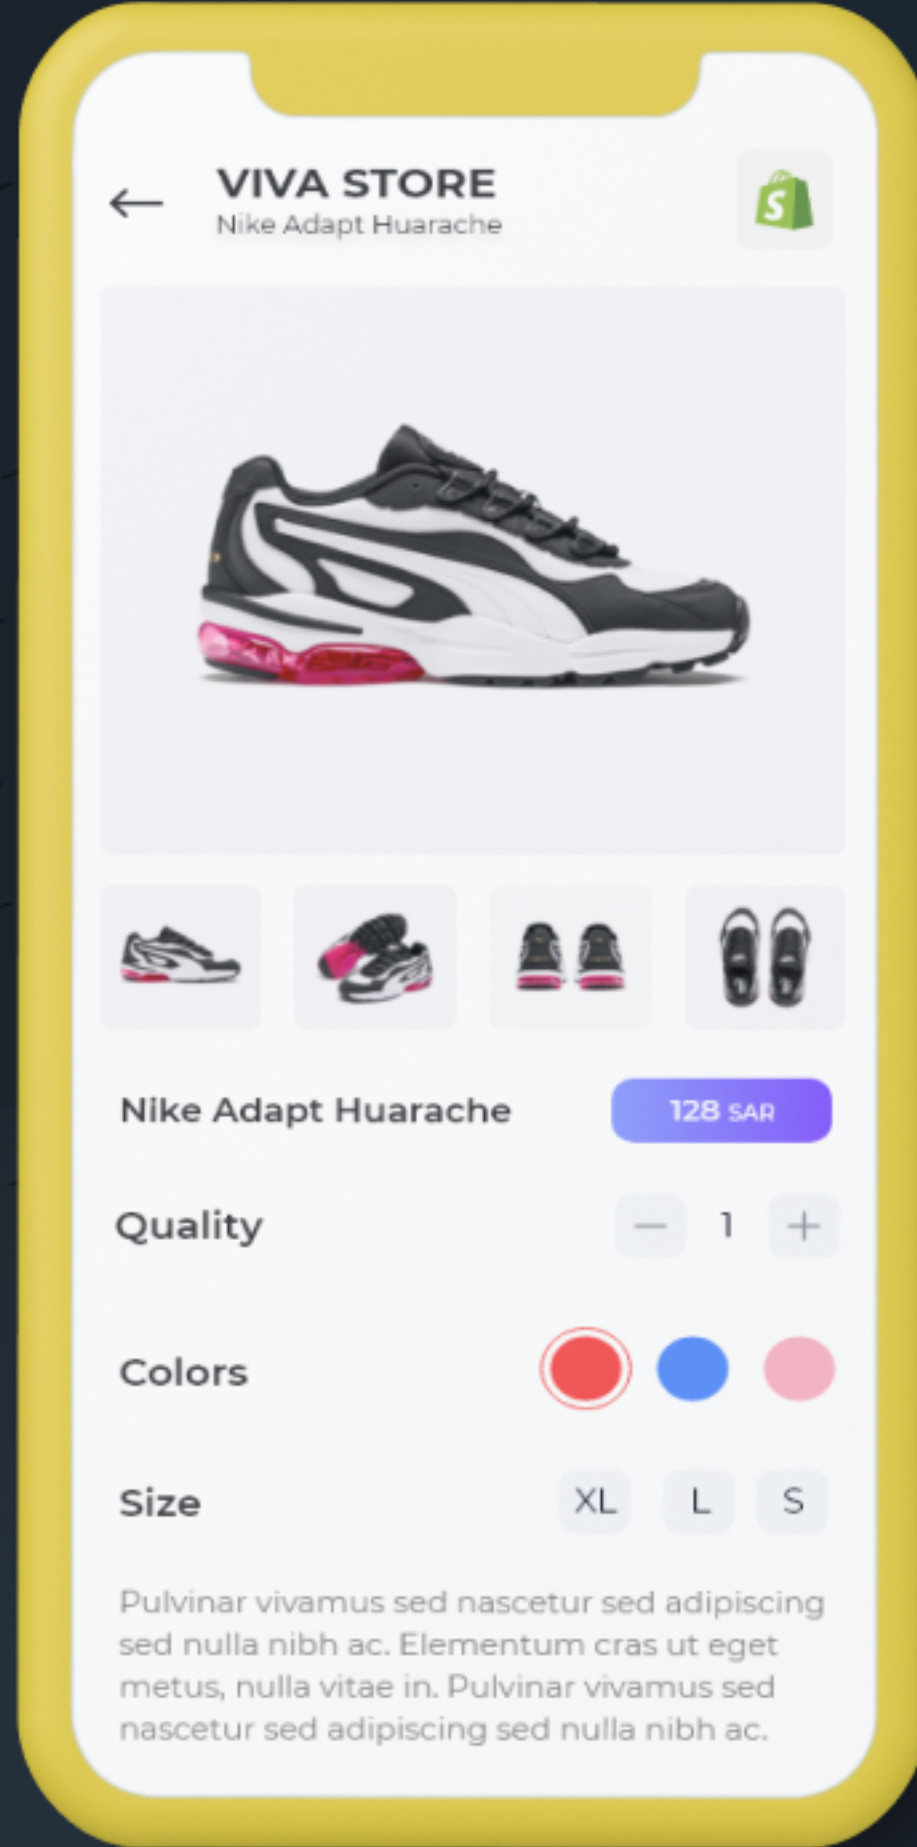 VIVA STORE
Nike Adapt Huarache
S
Nike Adapt Huarache
128 SAR
Quality
1
Colors
Size
XL L S
Pulvinar vivamus sed nascetur sed adipiscing
sed nulla nibh ac. Elementum cras ut eget
metus, nulla vitae in. Pulvinar vivamus sed
nascetur sed adipiscing sed nulla nibh ac.